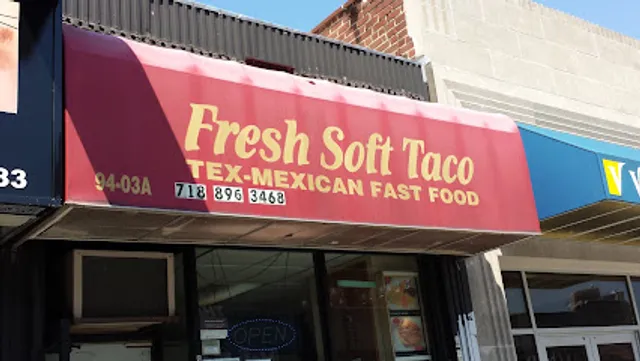 Fresh Soft Taco
TEX-MEXICAN FAST FOOD
94-03A
718 896 3468
33
OPEN